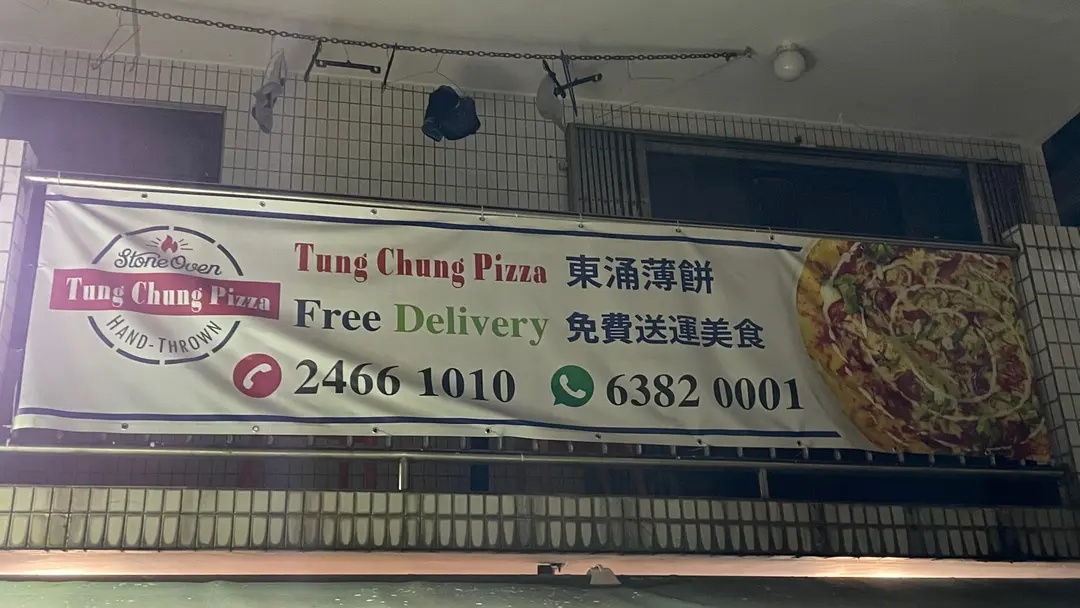 Stone Oven
Tung Chung Pizza
HAND-THROWN
Tung Chung Pizza 東涌薄餅
Free Delivery 免費送運美食
2466 1010 6382 0001